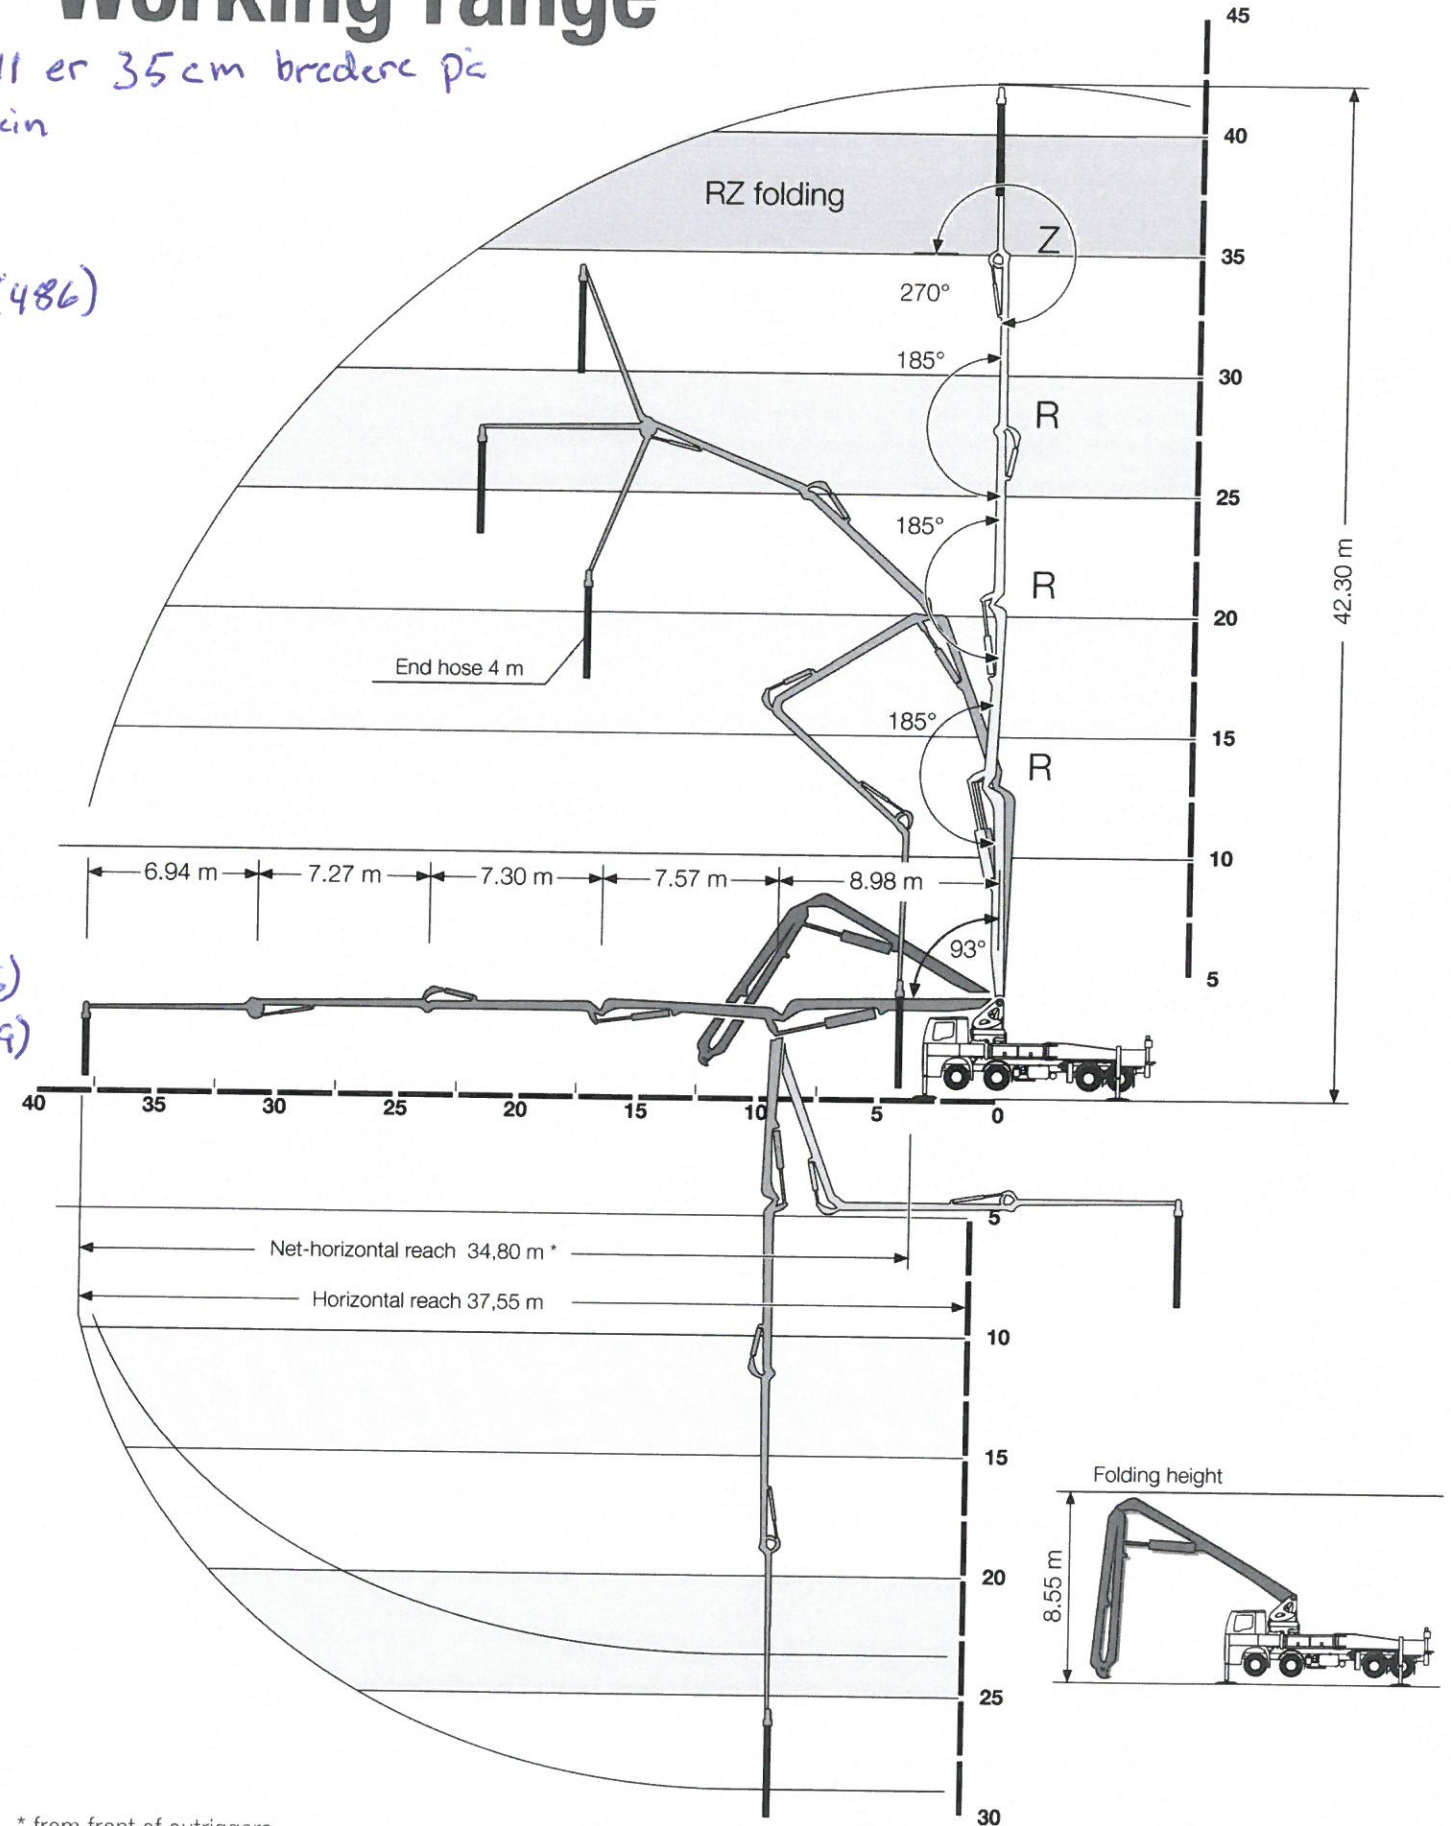 Working range
er 35 cm bredere på
45
40
RZ folding
Z
35
270°
(486)
185°
30
R
25
185°
42.30 m
R
20
End hose 4 m
185°
15
R
10
6.94 m
7.27 m
7.30 m
7.57 m
8.98 m
93°
5
40
35
30
25
20
15
10
5
0
5
Net-horizontal reach 34,80 m *
Horizontal reach 37,55 m
10
15
Folding height
20
8.55 m
25
30
* from front of outriggers